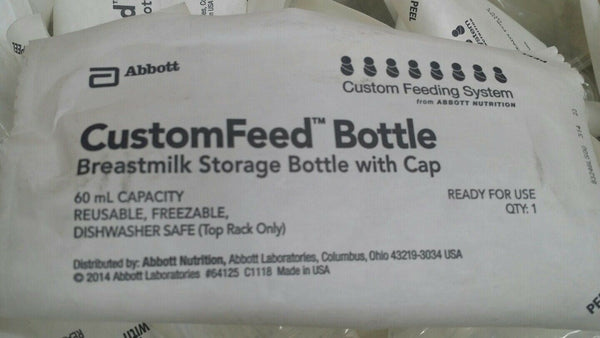 Abbott
Custom Feeding System
from ABBOTT NUTRITION
CustomFeed™ Bottle
Breastmilk Storage Bottle with Cap
60 mL CAPACITY
REUSABLE, FREEZABLE,
DISHWASHER SAFE (Top Rack Only)
READY FOR USE
QTY: 1
Distributed by: Abbott Nutrition, Abbott Laboratories, Columbus, Ohio 43219-3034 USA
© 2014 Abbott Laboratories #64125 C1118 Made in USA
PEEL
with